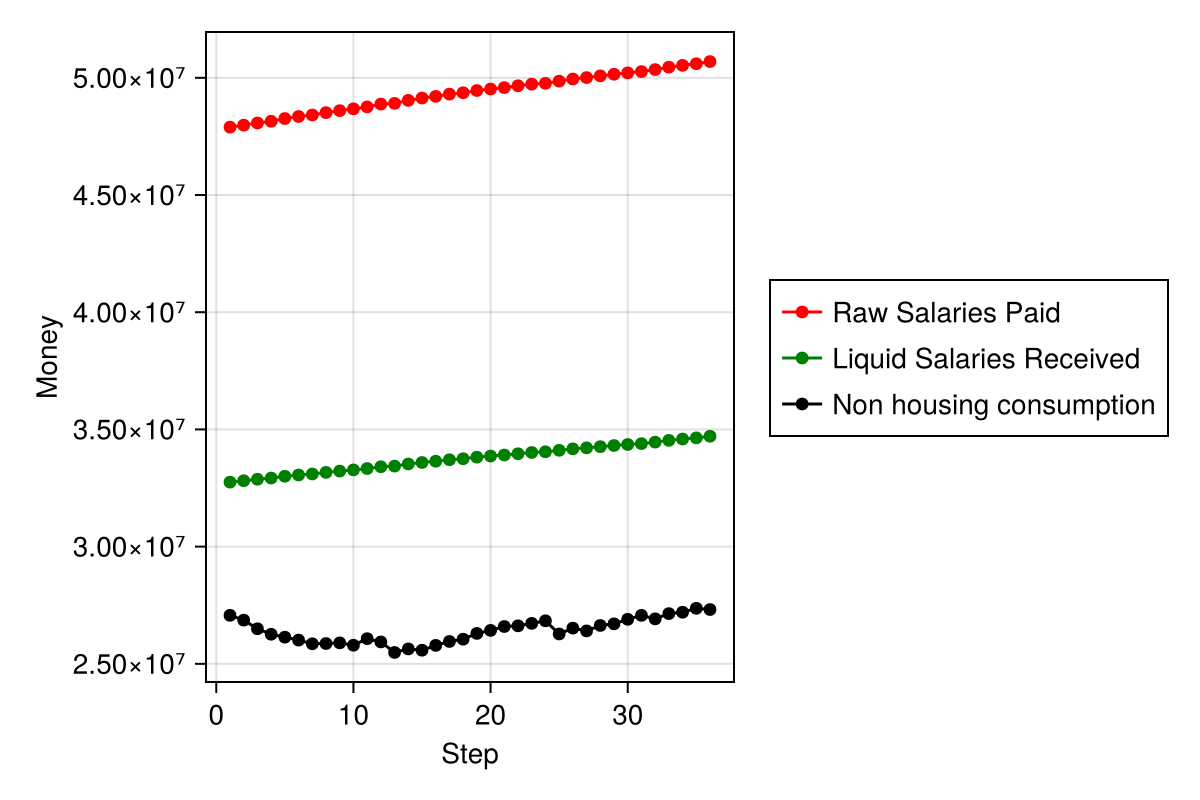 5.00×10⁷
4.50×10⁷
4.00×10⁷
3.50×10⁷
3.00×10⁷
2.50×10⁷
Money
0 10 20 30
Step
Raw Salaries Paid
Liquid Salaries Received
Non housing consumption